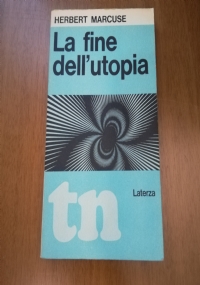 HERBERT MARCUSE
La fine
dell'utopia
tn
Laterza